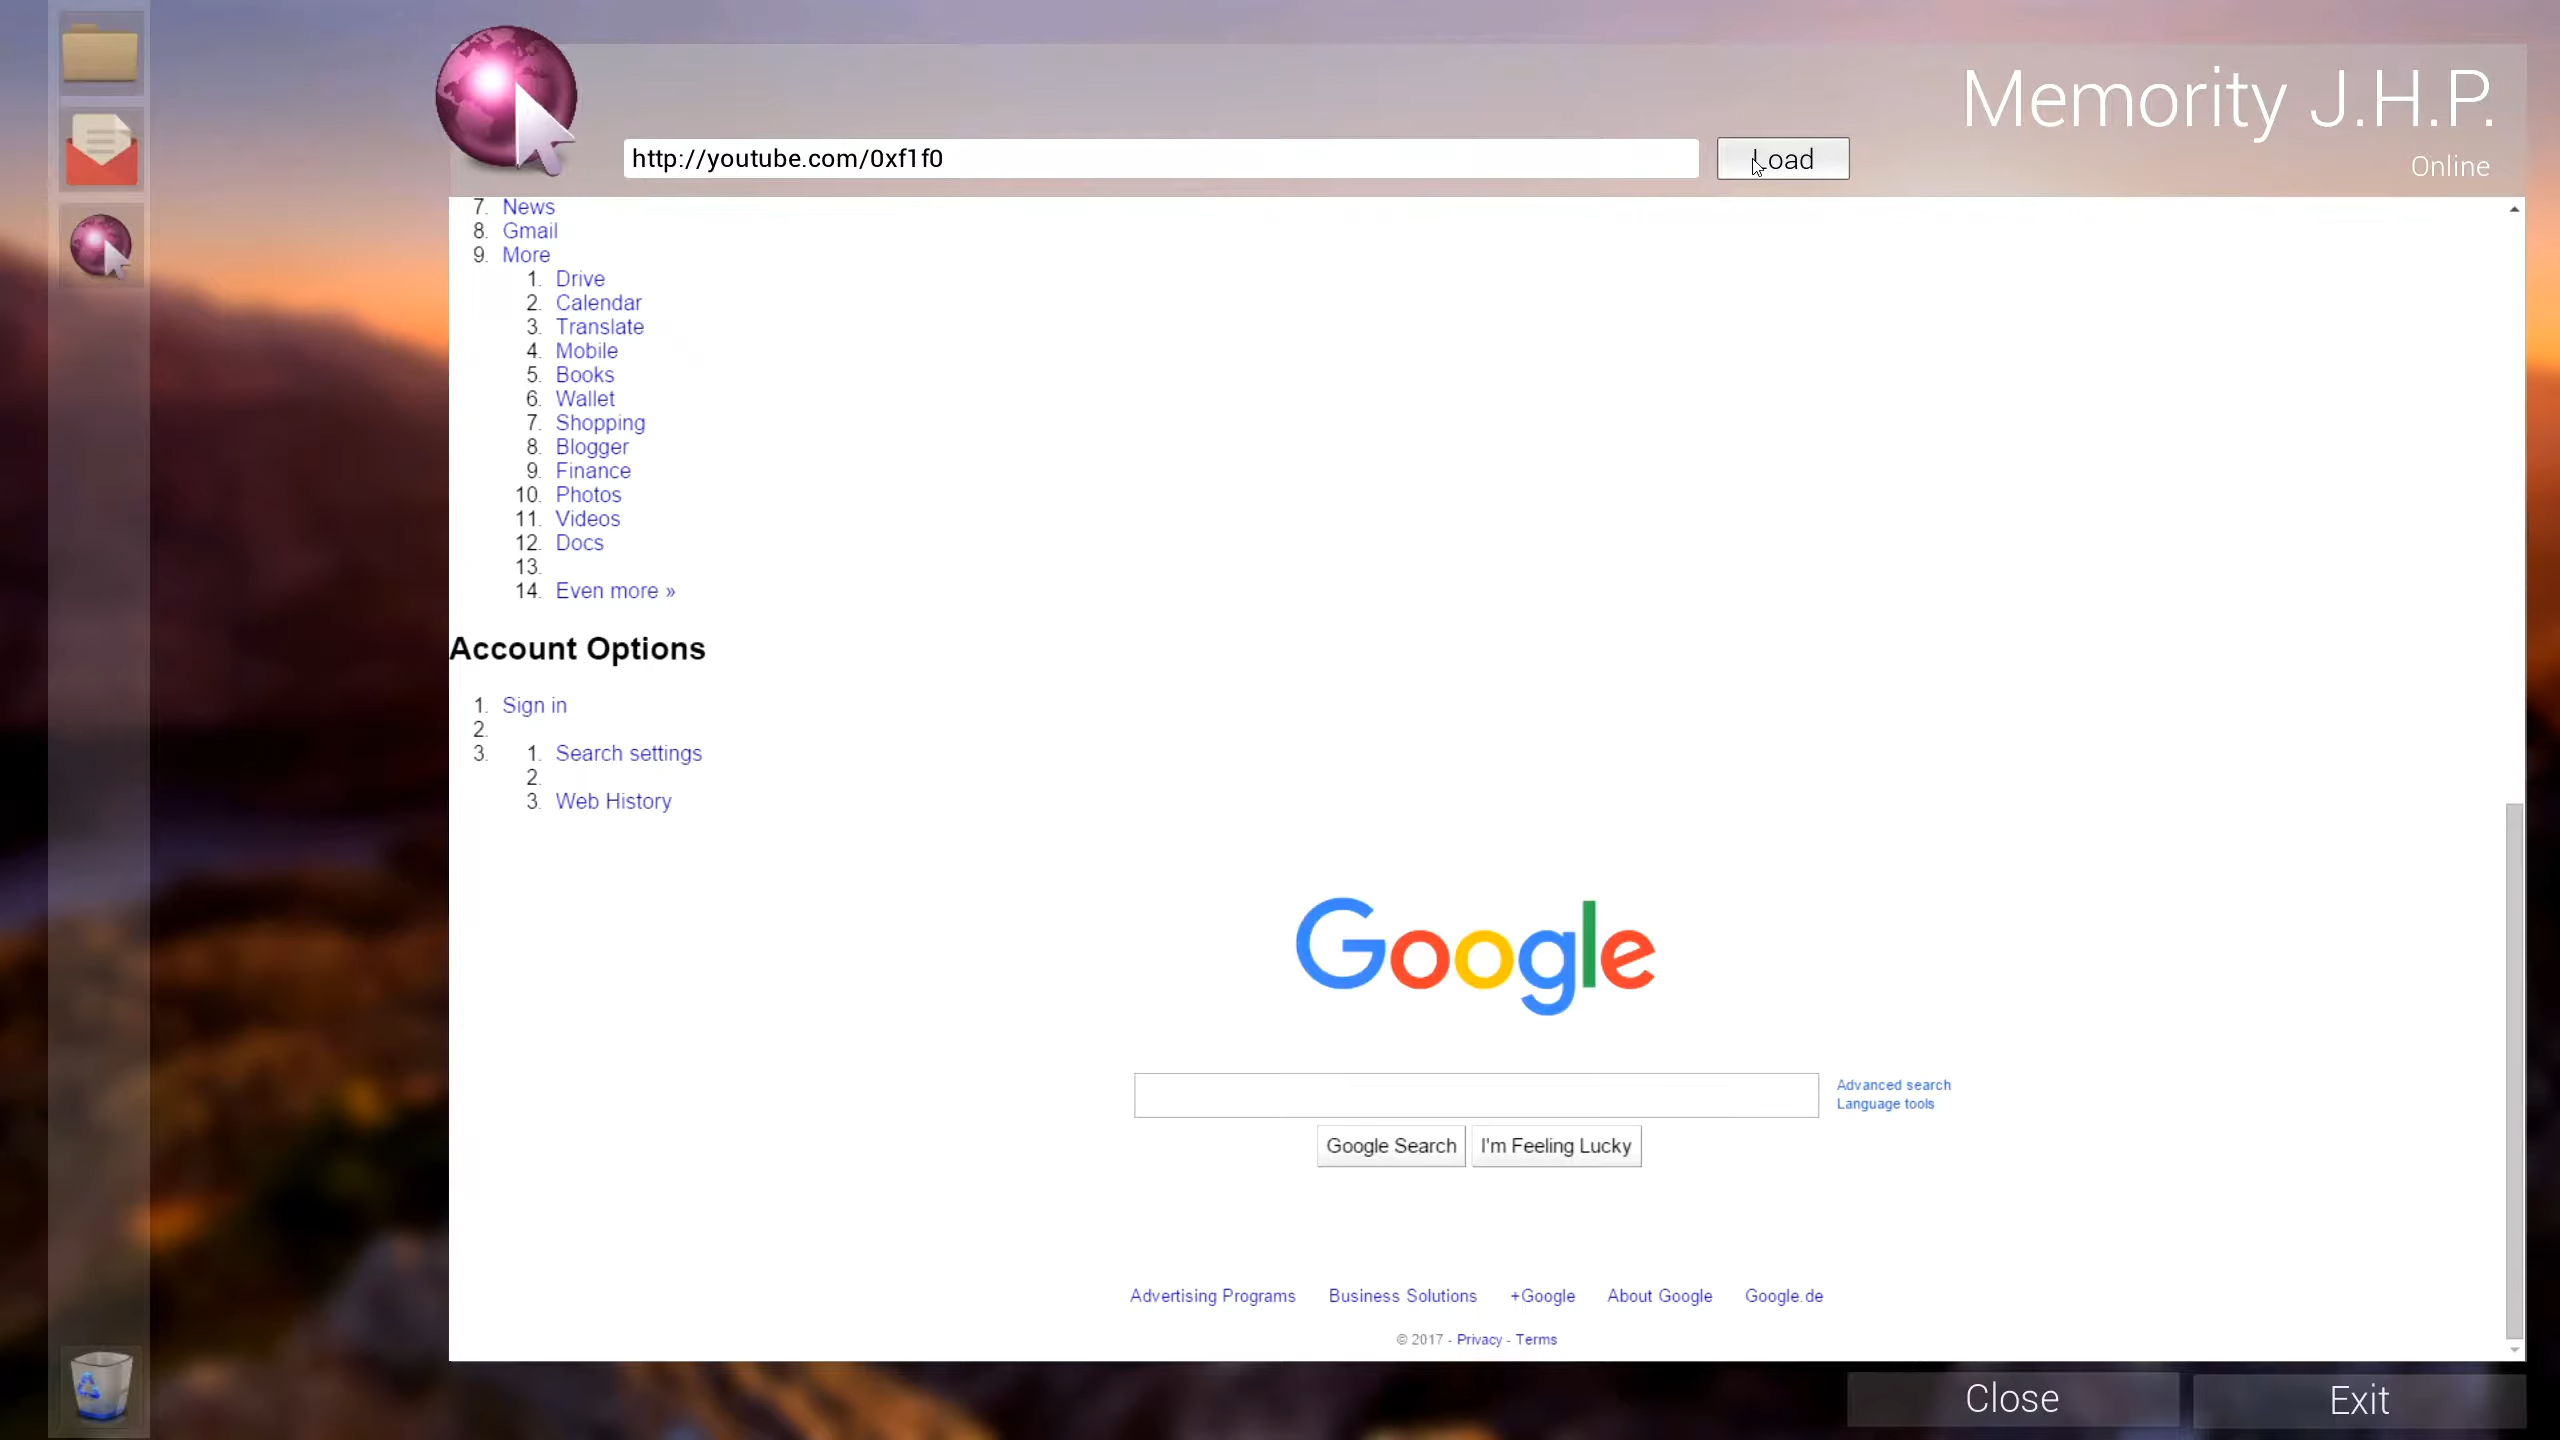 Memority J.H.P.
http://youtube.com/0xf1f0
Load
Online
7. News
8. Gmail
9. More
1. Drive
2. Calendar
3. Translate
4. Mobile
5. Books
6. Wallet
7. Shopping
8. Blogger
9. Finance
10. Photos
11. Videos
12. Docs
13.
14. Even more »
Account Options
1. Sign in
2.
3. 1. Search settings
2.
3. Web History
Google
Advanced search
Language tools
Google Search I'm Feeling Lucky
Advertising Programs Business Solutions +Google About Google Google.de
© 2017 - Privacy - Terms
Close Exit